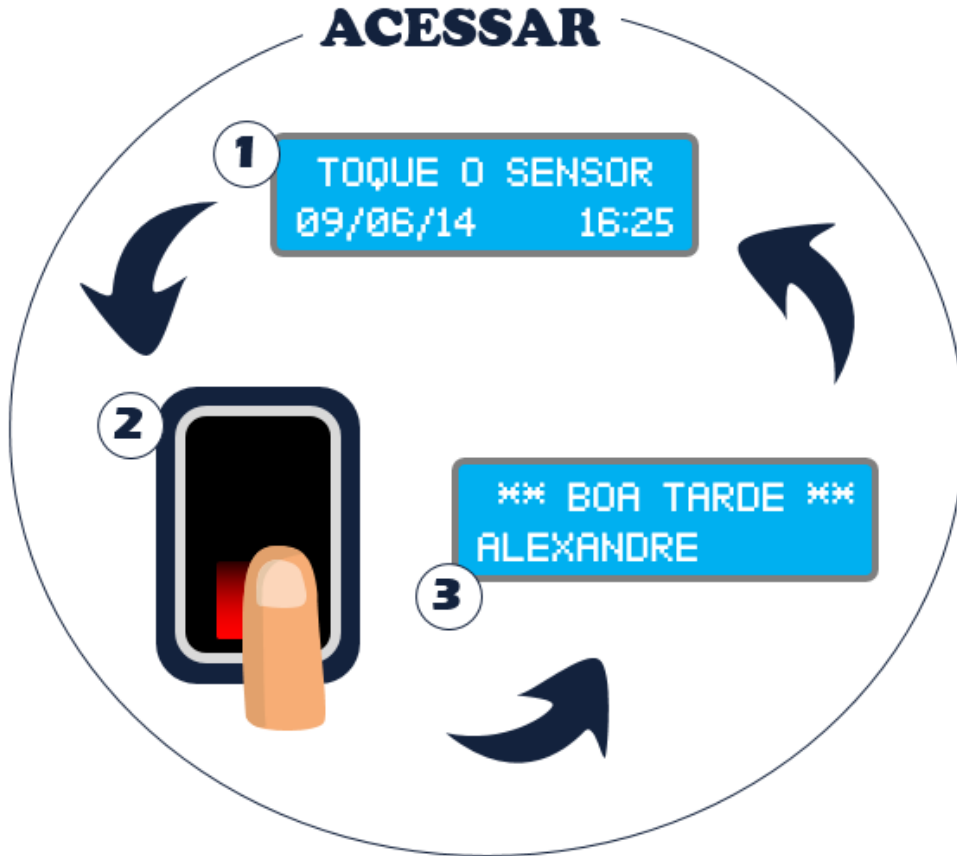 ACESSAR
1
TOQUE O SENSOR
09/06/14 16:25
2
** BOA TARDE **
ALEXANDRE
3